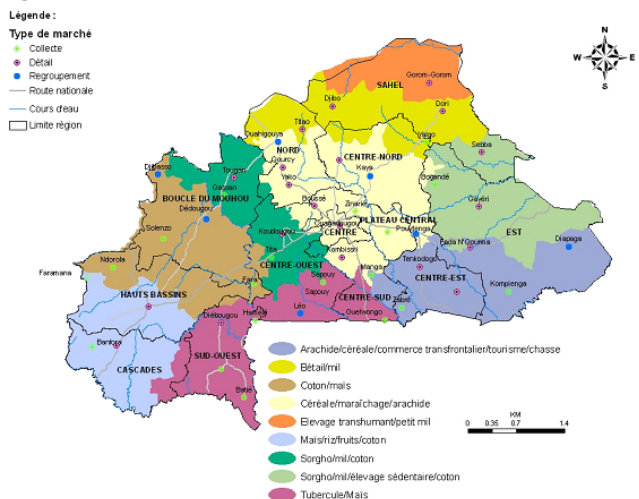 Légende :
Type de marché
Collecte
Détail
Regroupement
Route nationale
Cours d'eau
Limite région
N
W E
S
Gorom-Gorom
SAHEL
Djibo
Dori
Titao
Ouahigouya
NORD
Gourcy
CENTRE-NORD
Sebba
Kaya
Yako
Bogandé
Djibasso
Tougan
Gassan
BOUCLE DU MOUHOU
Dédougou
Boussé
Ziniaré
Gayéri
Solenzo
PLATEAU CENTRAL
Ouagadougou
CENTRE
Pouytenga
EST
Koudougou
Fada N'Gourma
Diapaga
Kombissiri
Tita
Tenkodogo
Ndorola
CENTRE-OUEST
CENTRE-EST
Faramana
Fara
Sapouy
Manga
Kompienga
HAUTS BASSINS
Sapouy
CENTRE-SUD
Zabré
Léo
Guelwongo
Diétougou
Hamélé
Banfora
SUD-OUEST
CASCADES
Batié
Arachide/céréale/commerce transfrontalier/tourisme/chasse
Bétail/mil
Coton/maïs
Céréale/maraîchage/arachide
Elevage transhumant/petit mil
Maïs/riz/fruits/coton
Sorgho/mil/coton
Sorgho/mil/élevage sédentaire/coton
Tubercule/Maïs
KM
0 0.35 0.7 1.4